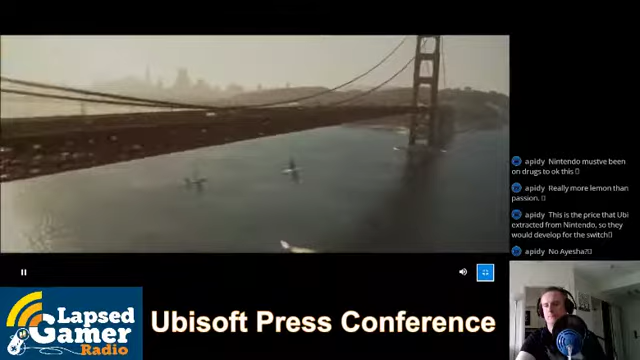 apidy Nintendo mustve been
on drugs to ok this
apidy Really more lemon than
passion.
apidy This is the price that Ubi
extracted from Nintendo, so they
would develop for the switch
apidy No Ayesha?
Lapsed
Gamer
Radio
Ubisoft Press Conference